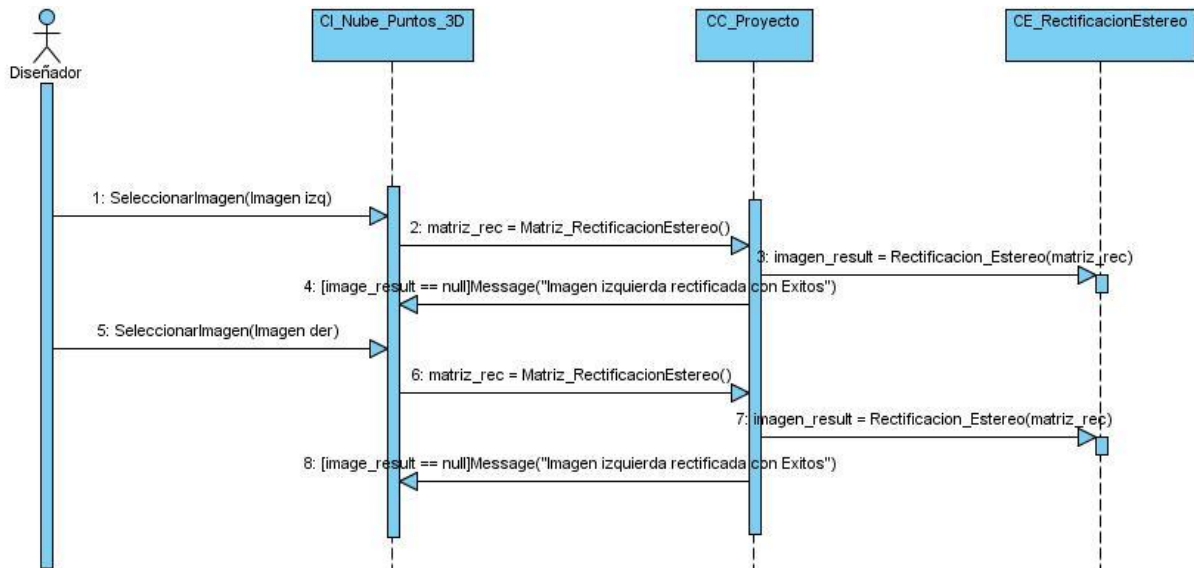 CI_Nube_Puntos_3D
CC_Proyecto
CE_RectificacionEstereo
Diseñador
1: SeleccionarImagen(Imagen izq)
2: matriz_rec = Matriz_RectificacionEstereo()
3: imagen_result = Rectificacion_Estereo(matriz_rec)
4: [image_result == null]Message("Imagen izquierda rectificada con Exitos")
5: SeleccionarImagen(Imagen der)
6: matriz_rec = Matriz_RectificacionEstereo()
7: imagen_result = Rectificacion_Estereo(matriz_rec)
8: [image_result == null]Message("Imagen izquierda rectificada con Exitos")